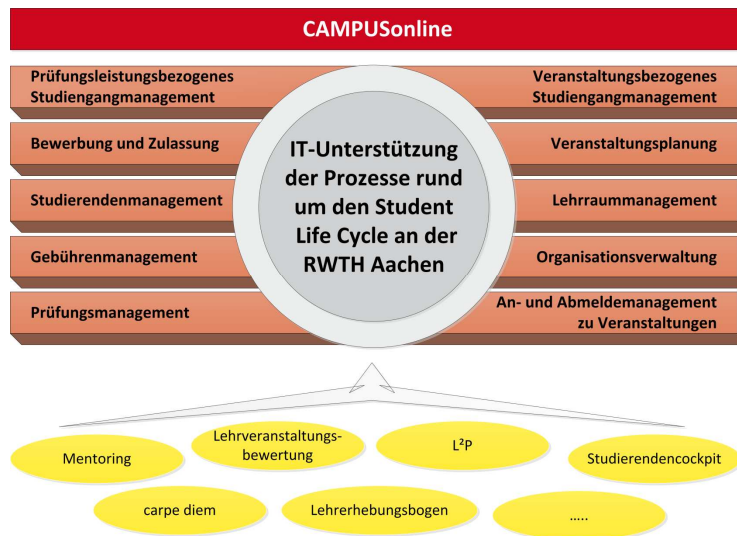 CAMPUSonline
Prüfungsleistungsbezogenes
Studiengangmanagement
Bewerbung und Zulassung
Studierendenmanagement
Gebührenmanagement
Prüfungsmanagement
IT-Unterstützung
der Prozesse rund
um den Student
Life Cycle an der
RWTH Aachen
Veranstaltungsbezogenes
Studiengangmanagement
Veranstaltungsplanung
Lehrraummanagement
Organisationsverwaltung
An- und Abmeldemanagement
zu Veranstaltungen
Mentoring
Lehrveranstaltungs-
bewertung
L²P
Studierendencockpit
carpe diem
Lehrerhebungsbogen
.....